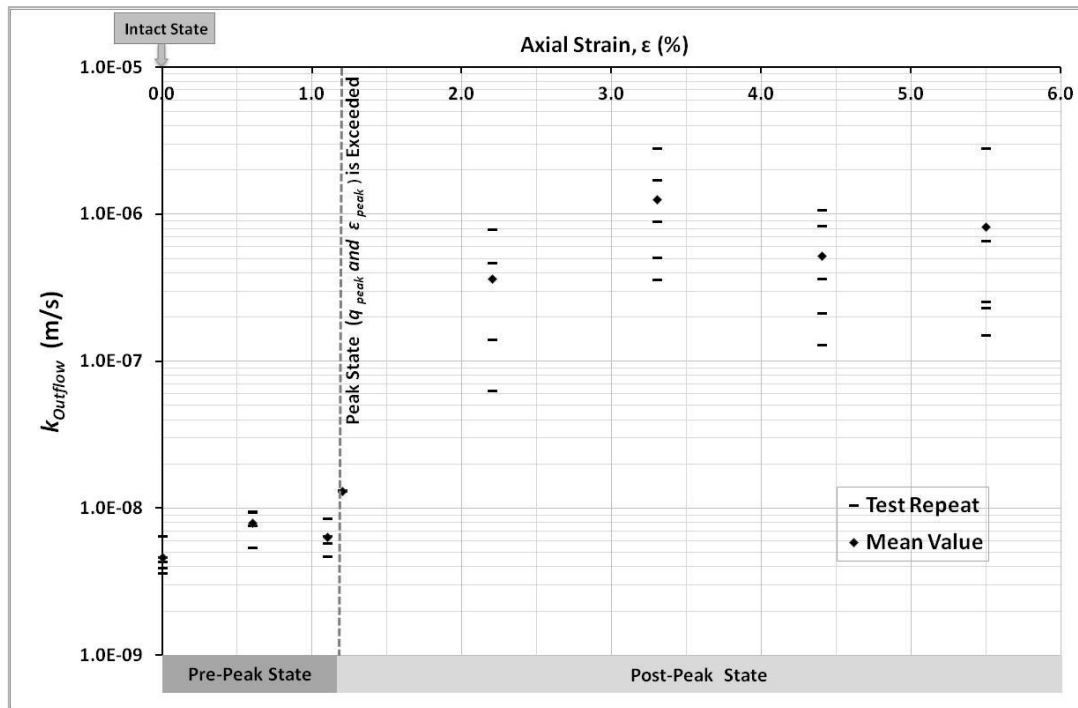 Intact State
Axial Strain, ε (%)
1.0E-05
0.0 1.0 2.0 3.0 4.0 5.0 6.0
Peak State (q peak and ε peak ) is Exceeded
1.0E-06
k Outflow (m/s)
1.0E-07
1.0E-08
Test Repeat
Mean Value
1.0E-09
Pre-Peak State
Post-Peak State